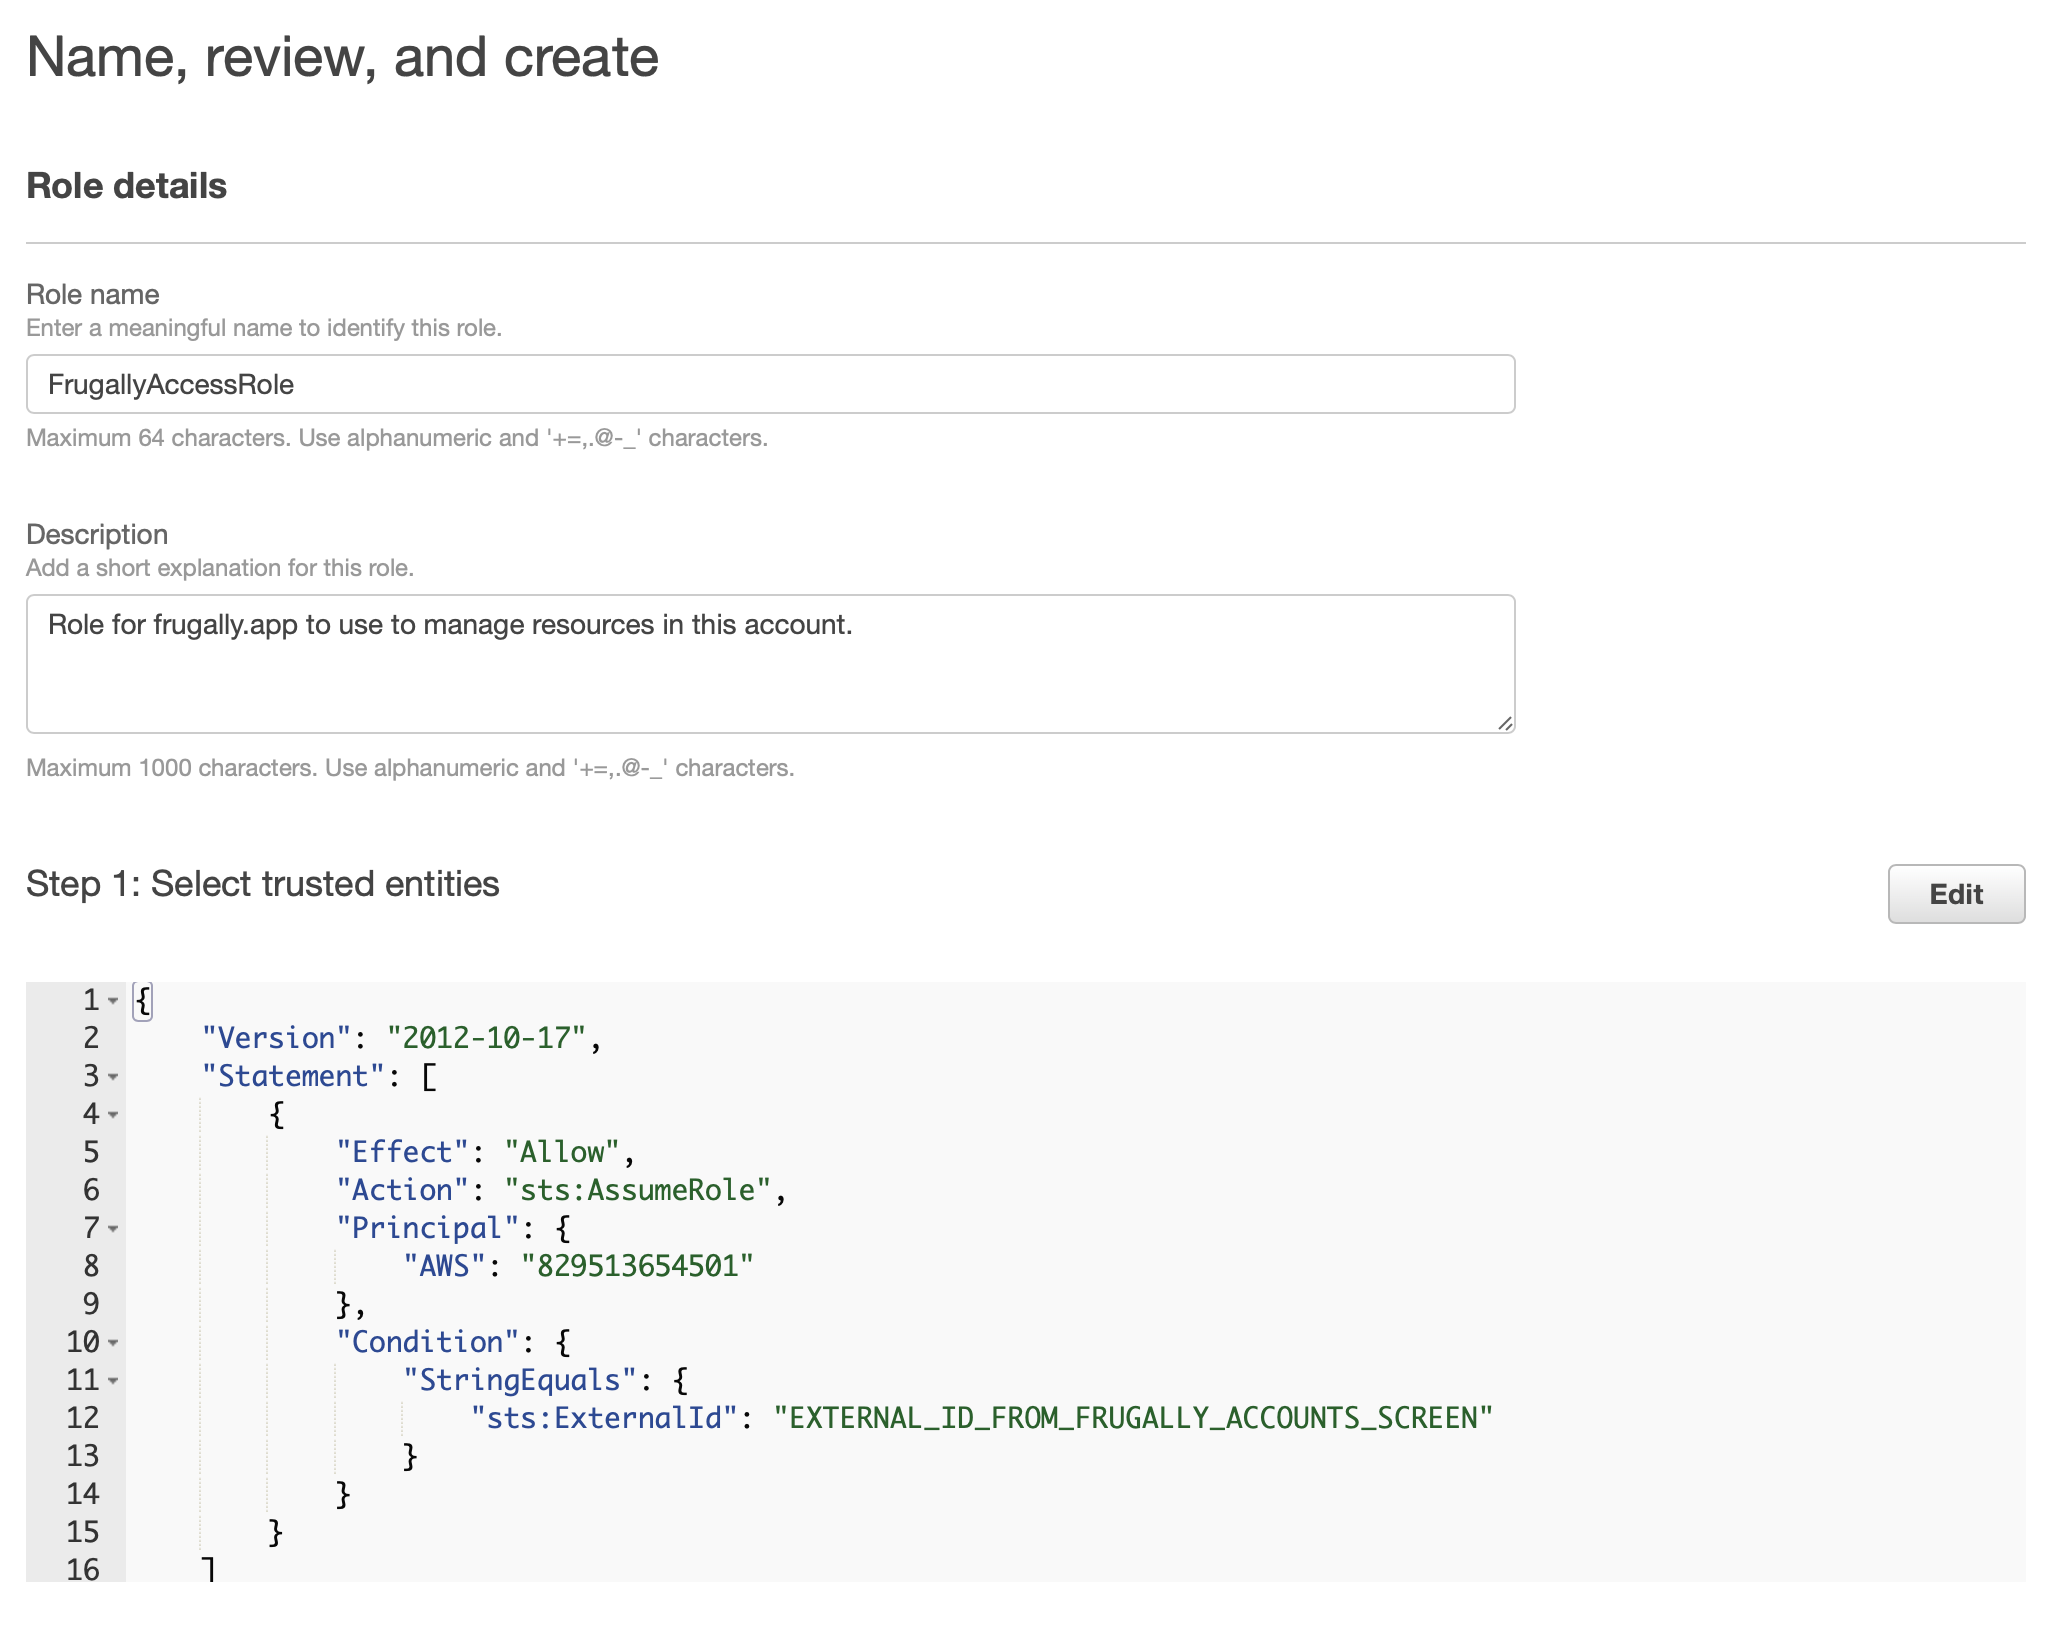 Name, review, and create
Role details
Role name
Enter a meaningful name to identify this role.
FrugallyAccessRole
Maximum 64 characters. Use alphanumeric and '+=,.@-_' characters.
Description
Add a short explanation for this role.
Role for frugally.app to use to manage resources in this account.
Maximum 1000 characters. Use alphanumeric and '+=,.@-_' characters.
Step 1: Select trusted entities
Edit
1 {
2     "Version": "2012-10-17",
3     "Statement": [
4         {
5             "Effect": "Allow",
6             "Action": "sts:AssumeRole",
7             "Principal": {
8                 "AWS": "829513654501"
9             },
10             "Condition": {
11                 "StringEquals": {
12                     "sts:ExternalId": "EXTERNAL_ID_FROM_FRUGALLY_ACCOUNTS_SCREEN"
13                 }
14             }
15         }
16     ]